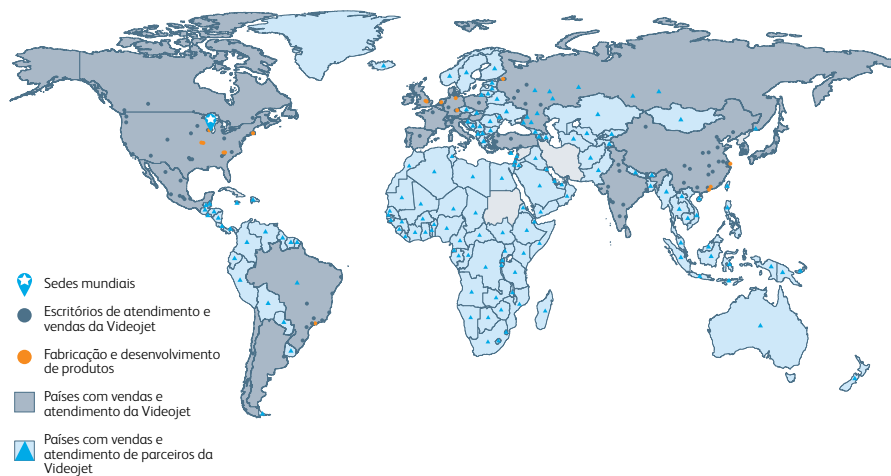 Sedes mundiais
Escritórios de atendimento e
vendas da Videojet
Fabricação e desenvolvimento
de produtos
Países com vendas e
atendimento da Videojet
Países com vendas e
atendimento de parceiros da
Videojet